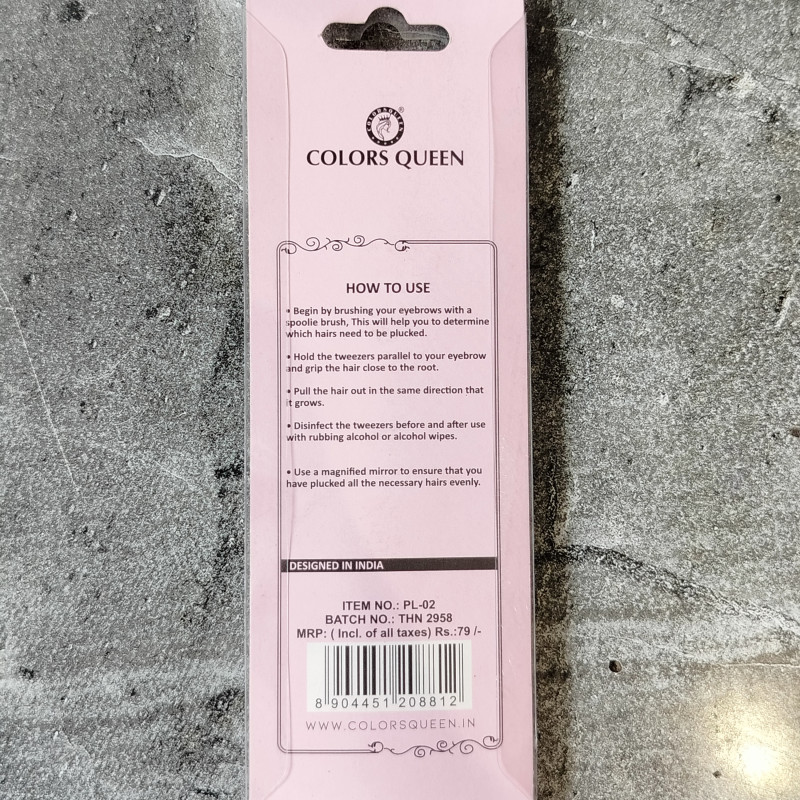 COLORS QUEEN
HOW TO USE
• Begin by brushing your eyebrows with a
spoolie brush, This will help you to determine
which hairs need to be plucked.
• Hold the tweezers parallel to your eyebrow
and grip the hair close to the root.
• Pull the hair out in the same direction that
it grows.
• Disinfect the tweezers before and after use
with rubbing alcohol or alcohol wipes.
• Use a magnified mirror to ensure that you
have plucked all the necessary hairs evenly.
DESIGNED IN INDIA
ITEM NO.: PL-02
BATCH NO.: THN 2958
MRP: ( Incl. of all taxes) Rs.:79 /-
8 904451 208812
WWW.COLORSQUEEN.IN